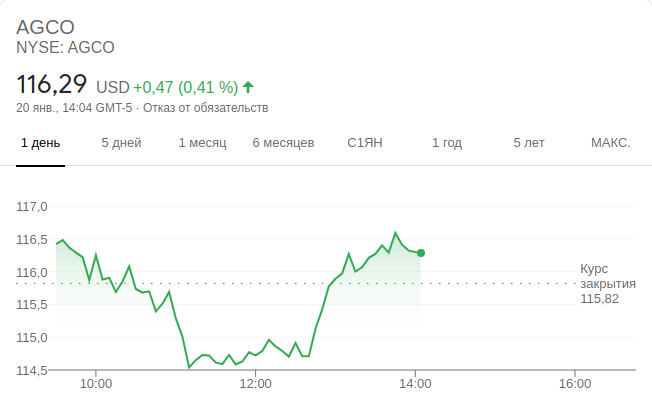 AGCO
NYSE: AGCO
116,29 USD +0,47 (0,41 %)
20 янв., 14:04 GMT-5 · Отказ от обязательств
1 день 5 дней 1 месяц 6 месяцев С1ЯН 1 год 5 лет МАКС.
117,0
116,5
116,0
115,5
115,0
114,5
Курс
закрытия
115,82
10:00 12:00 14:00 16:00